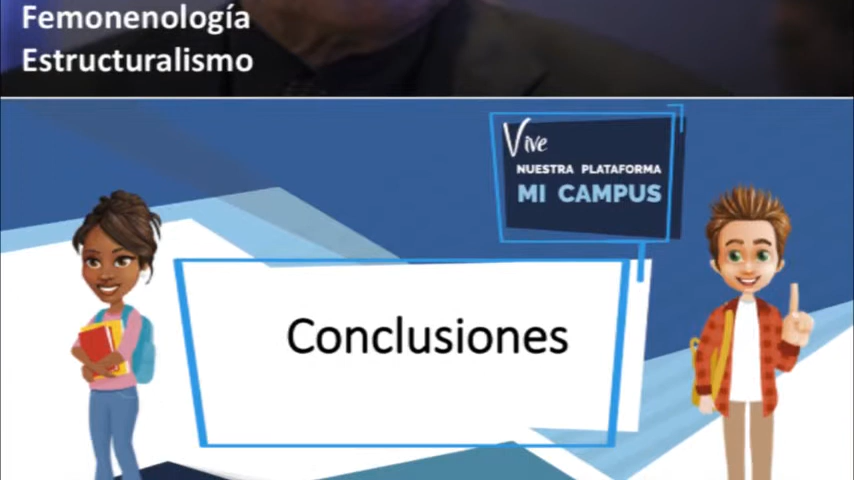 Femonenología
Estructuralismo
Vive
NUESTRA PLATAFORMA
MI CAMPUS
Conclusiones